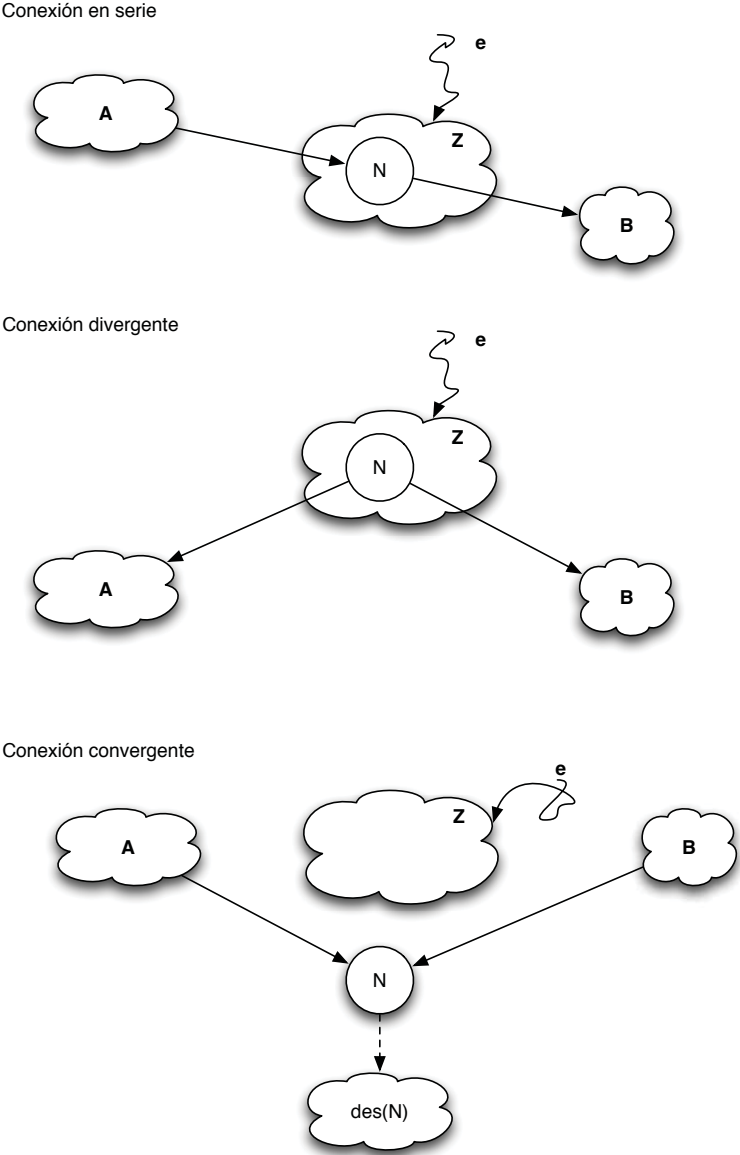 Conexión en serie
e
A
Z
N
B
Conexión divergente
e
Z
N
A
B
Conexión convergente
e
Z
A
B
N
des(N)